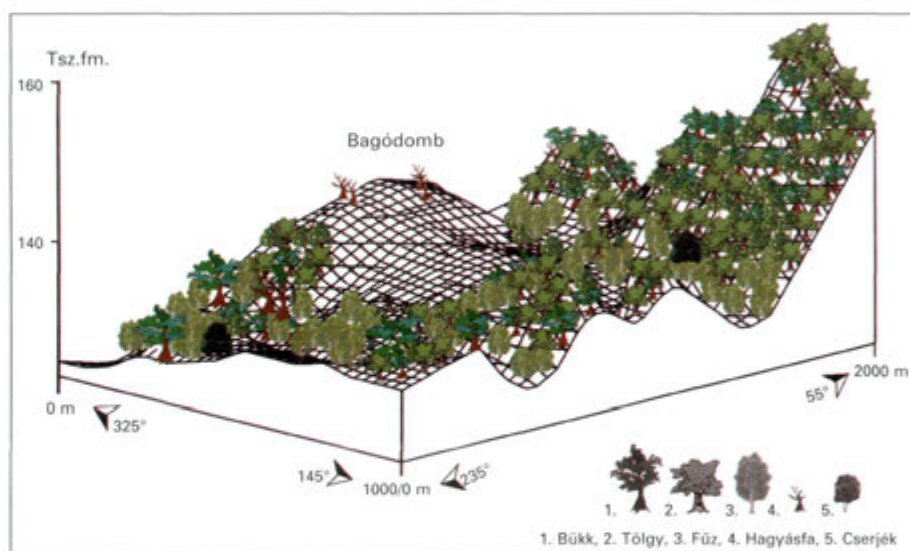 Tsz.fm.
160
Bagódomb
140
0 m
325°
145°
1000/0 m
235°
55°
2000 m
1. 2. 3. 4. 5.
1. Bükk, 2. Tölgy, 3. Fűz, 4. Hagyásfa, 5. Cserjék